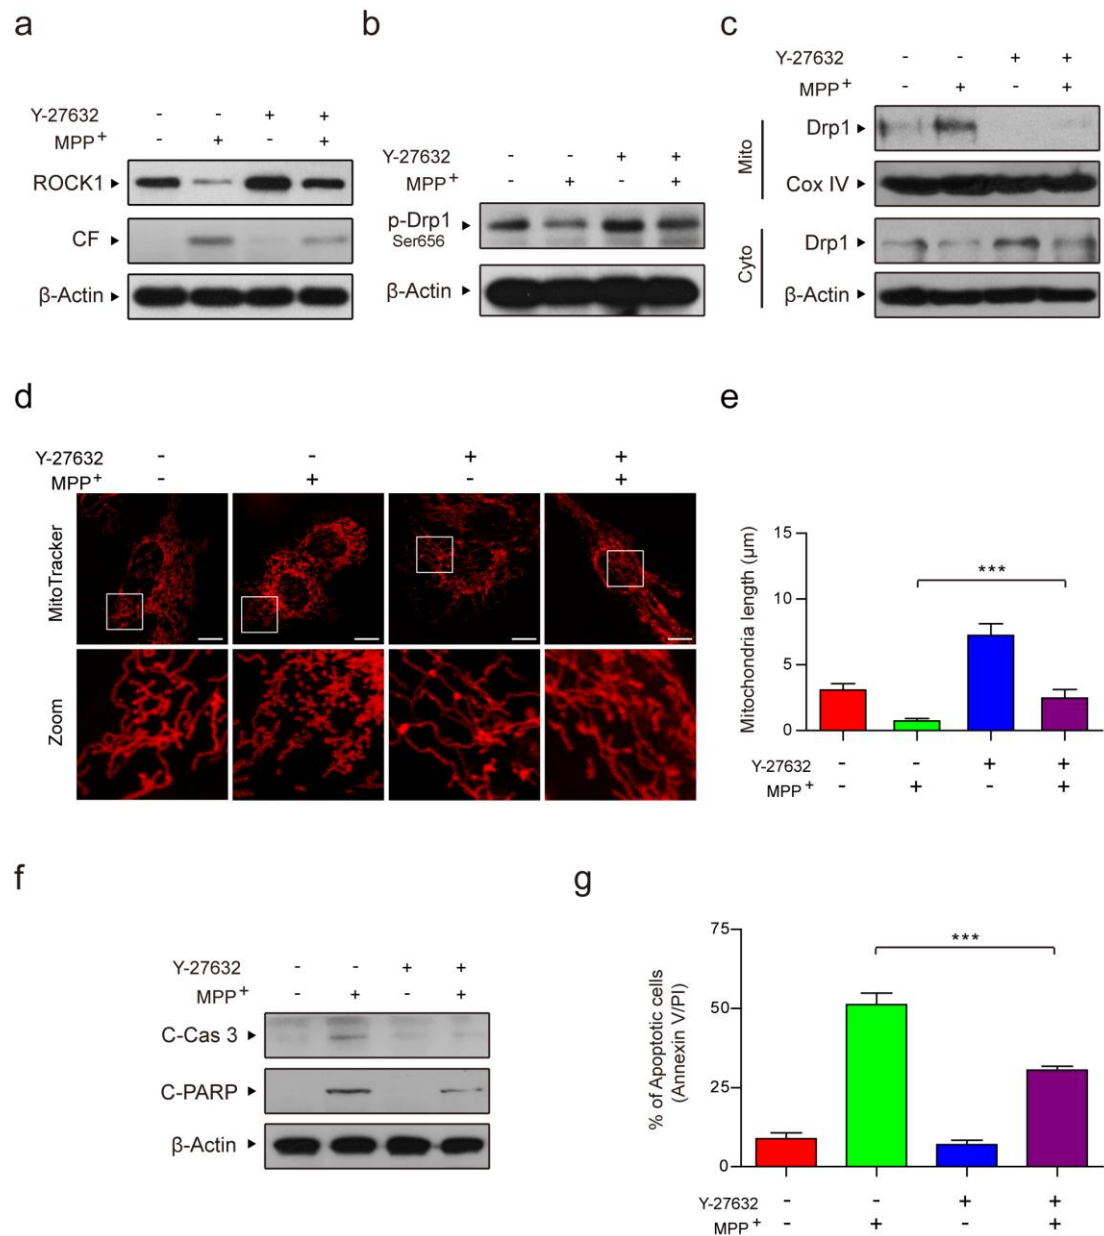 a
Y-27632 - - + +
MPP+ - + - +
ROCK1
CF
β-Actin
b
Y-27632 - - + +
MPP+ - + - +
p-Drp1
Ser656
β-Actin
c
Y-27632 - - + +
MPP+ - + - +
Mito
Drp1
Cox IV
Cyto
Drp1
β-Actin
d
Y-27632 - - + +
MPP+ - + - +
MitoTracker
Zoom
e
Mitochondria length (μm)
15
10
5
0
***
Y-27632 - - + +
MPP+ - + - +
f
Y-27632 - - + +
MPP+ - + - +
C-Cas 3
C-PARP
β-Actin
g
% of Apoptotic cells
(Annexin V/PI)
75
50
25
0
***
Y-27632 - - + +
MPP+ - + - +